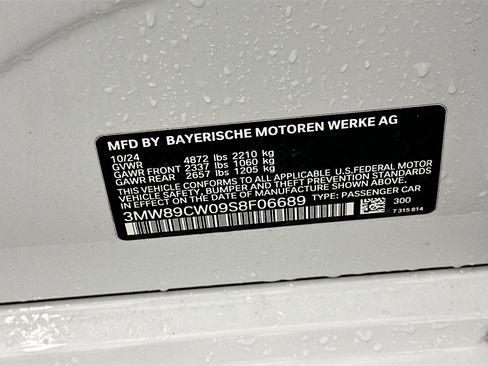 MFD BY BAYERISCHE MOTOREN WERKE AG
10/24
GVWR 4872 lbs 2210 kg
GAWR FRONT 2337 lbs 1060 kg
GAWR REAR 2657 lbs 1205 kg
THIS VEHICLE CONFORMS TO ALL APPLICABLE U.S.FEDERAL MOTOR
VEHICLE SAFETY, BUMPER AND THEFT PREVENTION STANDARDS
IN EFFECT ON THE DATE OF MANUFACTURE SHOWN ABOVE.
3MW89CW09S8F06689 TYPE: PASSENGER CAR
300
7 315 814